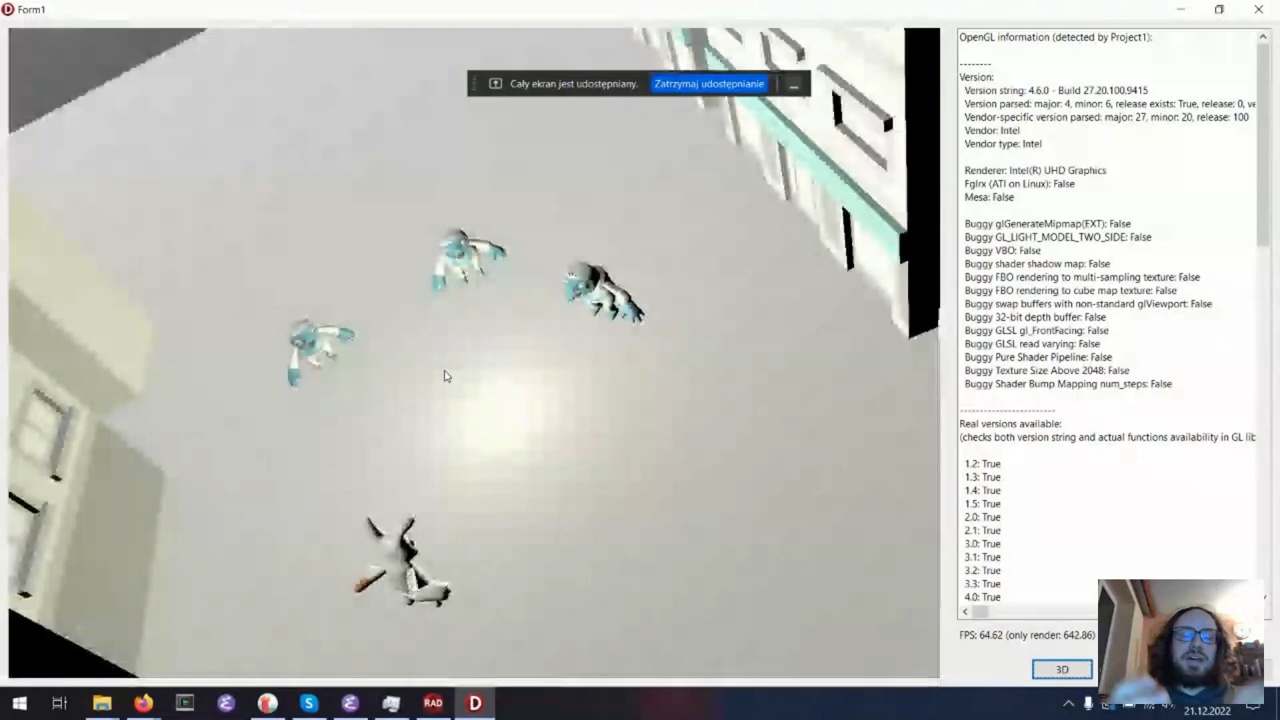 Form1
Cały ekran jest udostępniany. Zatrzymaj udostępnianie
OpenGL information (detected by Project1):
--------
Version:
Version string: 4.6.0 - Build 27.20.100.9415
Version parsed: major: 4, minor: 6, release exists: True, release: 0, ve
Vendor-specific version parsed: major: 27, minor: 20, release: 100
Vendor: Intel
Vendor type: Intel
Renderer: Intel(R) UHD Graphics
Fglrx (ATI on Linux): False
Mesa: False
Buggy glGenerateMipmap(EXT): False
Buggy GL_LIGHT_MODEL_TWO_SIDE: False
Buggy VBO: False
Buggy shader shadow map: False
Buggy FBO rendering to multi-sampling texture: False
Buggy FBO rendering to cube map texture: False
Buggy swap buffers with non-standard glViewport: False
Buggy 32-bit depth buffer: False
Buggy GLSL gl_FrontFacing: False
Buggy GLSL read varying: False
Buggy Pure Shader Pipeline: False
Buggy Texture Size Above 2048: False
Buggy Shader Bump Mapping num_steps: False
------------------------
Real versions available:
(checks both version string and actual functions availability in GL lib
1.2: True
1.3: True
1.4: True
1.5: True
2.0: True
2.1: True
3.0: True
3.1: True
3.2: True
3.3: True
4.0: True
FPS: 64.62 (only render: 642.86)
3D
RAD
21.12.2022